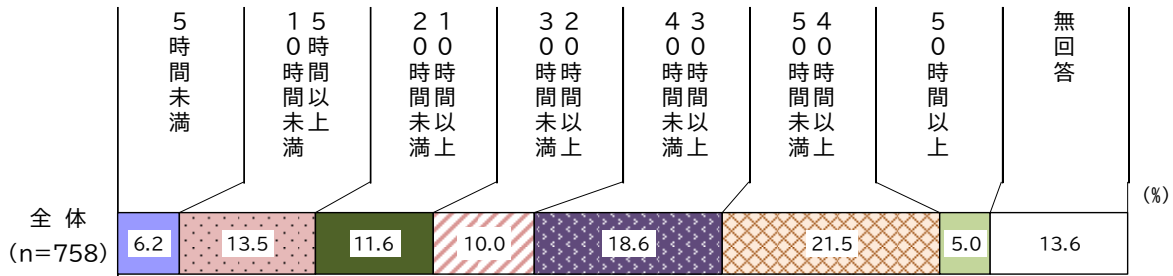 5時間未満
5時間以上
10時間未満
10時間以上
20時間未満
20時間以上
30時間未満
30時間以上
40時間未満
40時間以上
50時間未満
50時間以上
無回答
(%)
全 体
(n=758)
6.2
13.5
11.6
10.0
18.6
21.5
5.0
13.6